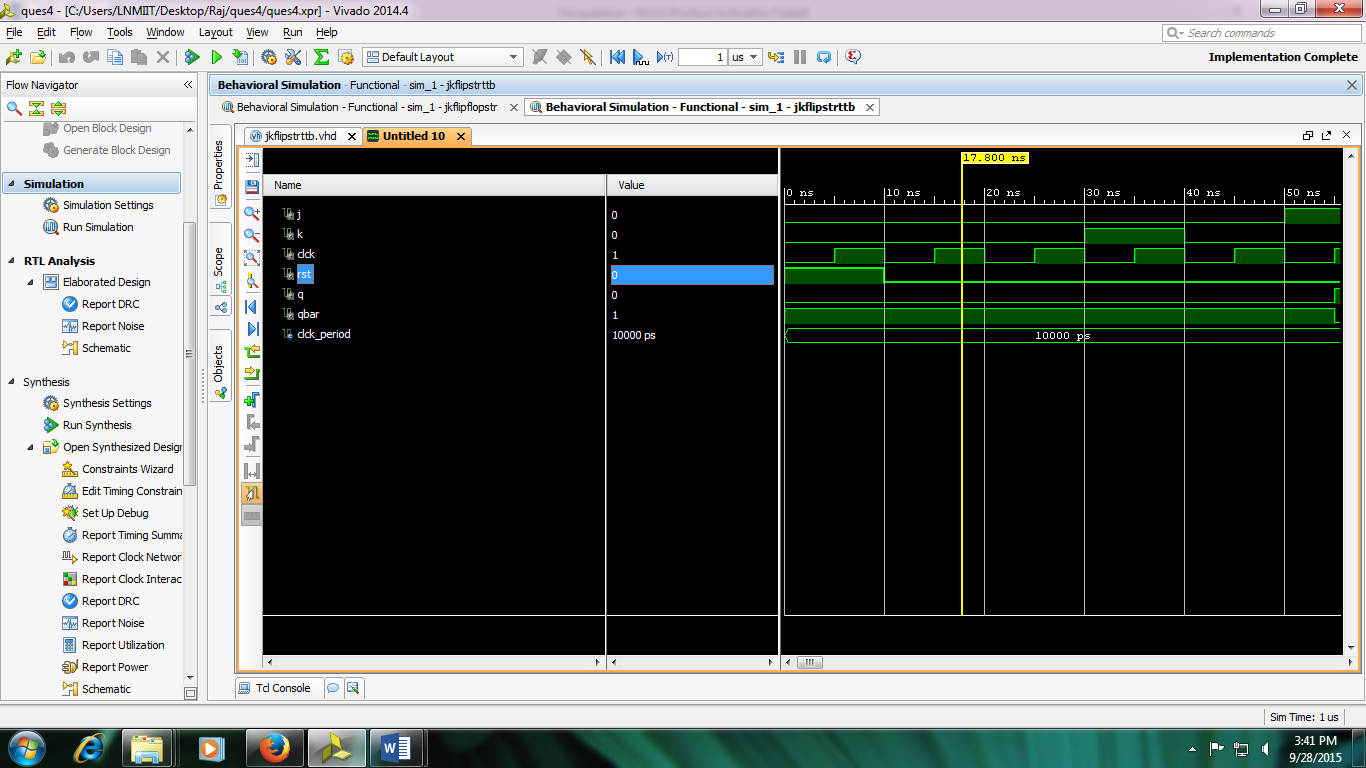 ques4 - [C:/Users/LNMIIT/Desktop/Raj/ques4/ques4.xpr] - Vivado 2014.4
File Edit Flow Tools Window Layout View Run Help
Search commands
Default Layout 1 us Implementation Complete
Flow Navigator
Open Block Design
Generate Block Design
Simulation
Simulation Settings
Run Simulation
RTL Analysis
Elaborated Design
Report DRC
Report Noise
Schematic
Synthesis
Synthesis Settings
Run Synthesis
Open Synthesized Design
Constraints Wizard
Edit Timing Constrain
Set Up Debug
Report Timing Summa
Report Clock Networ
Report Clock Interac
Report DRC
Report Noise
Report Utilization
Report Power
Schematic
Behavioral Simulation - Functional - sim_1 - jkflipstrttb
Behavioral Simulation - Functional - sim_1 - jkflipflopstr
Behavioral Simulation - Functional - sim_1 - jkflipstrttb
Properties
Scope
Objects
jkflipstrttb.vhd
Untitled 10
17.800 ns
Name Value
0 ns 10 ns 20 ns 30 ns 40 ns 50 ns
j 0
k 0
clck 1
rst 0
q 0
qbar 1
clck_period 10000 ps 10000 ps
Tcl Console
Sim Time: 1 us
3:41 PM
9/28/2015